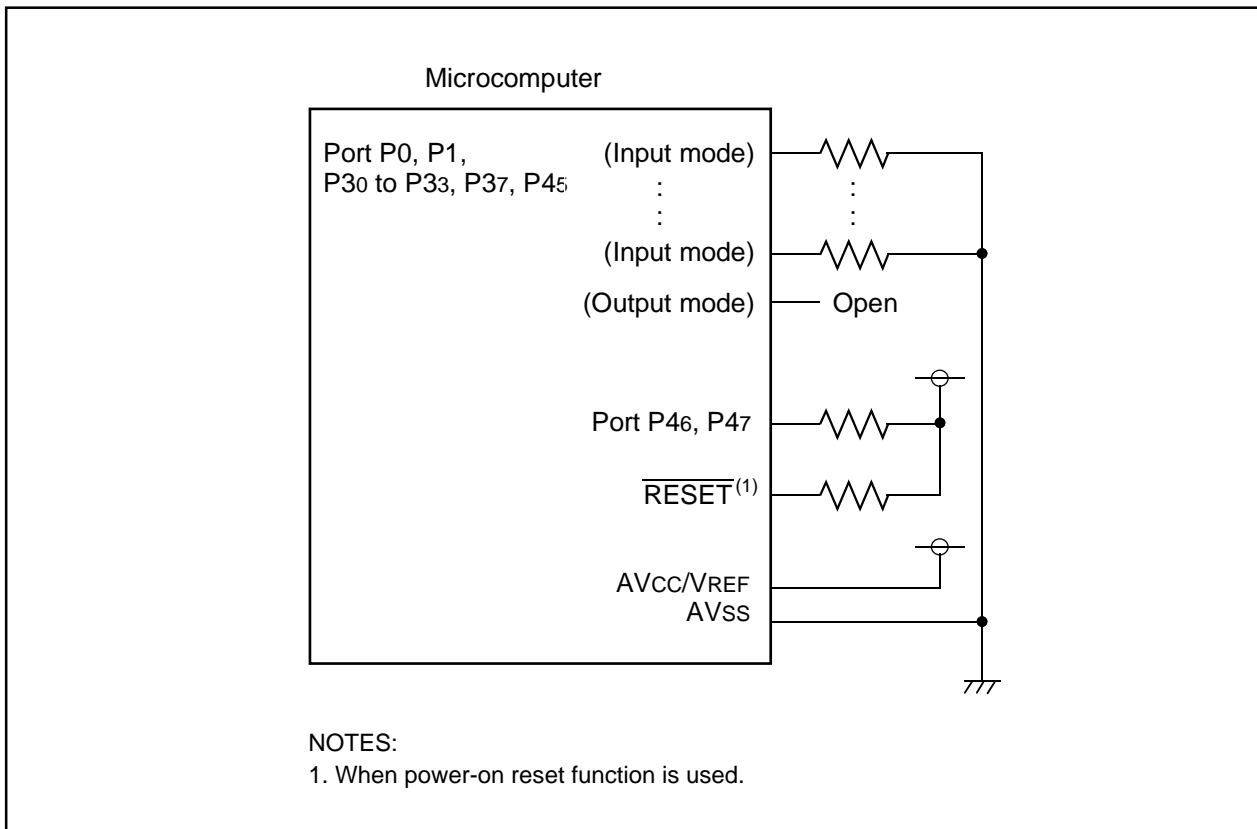 Microcomputer
Port P0, P1,
P30 to P33, P37, P45
(Input mode)
:
:
:
:
(Input mode)
(Output mode)
Open
Port P46, P47
RESET(1)
AVCC/VREF
AVSS
NOTES:
1. When power-on reset function is used.